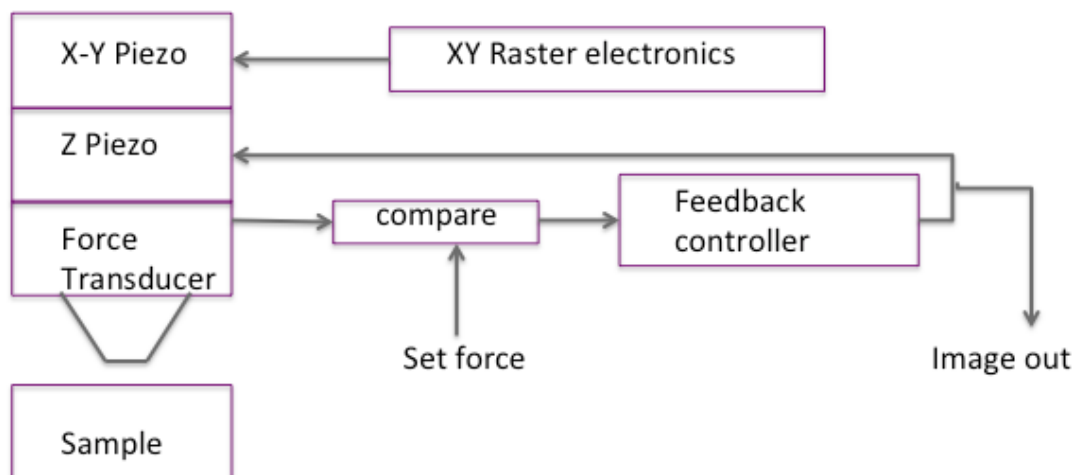 X-Y Piezo
XY Raster electronics
Z Piezo
Force
Transducer
compare
Feedback
controller
Set force
Image out
Sample